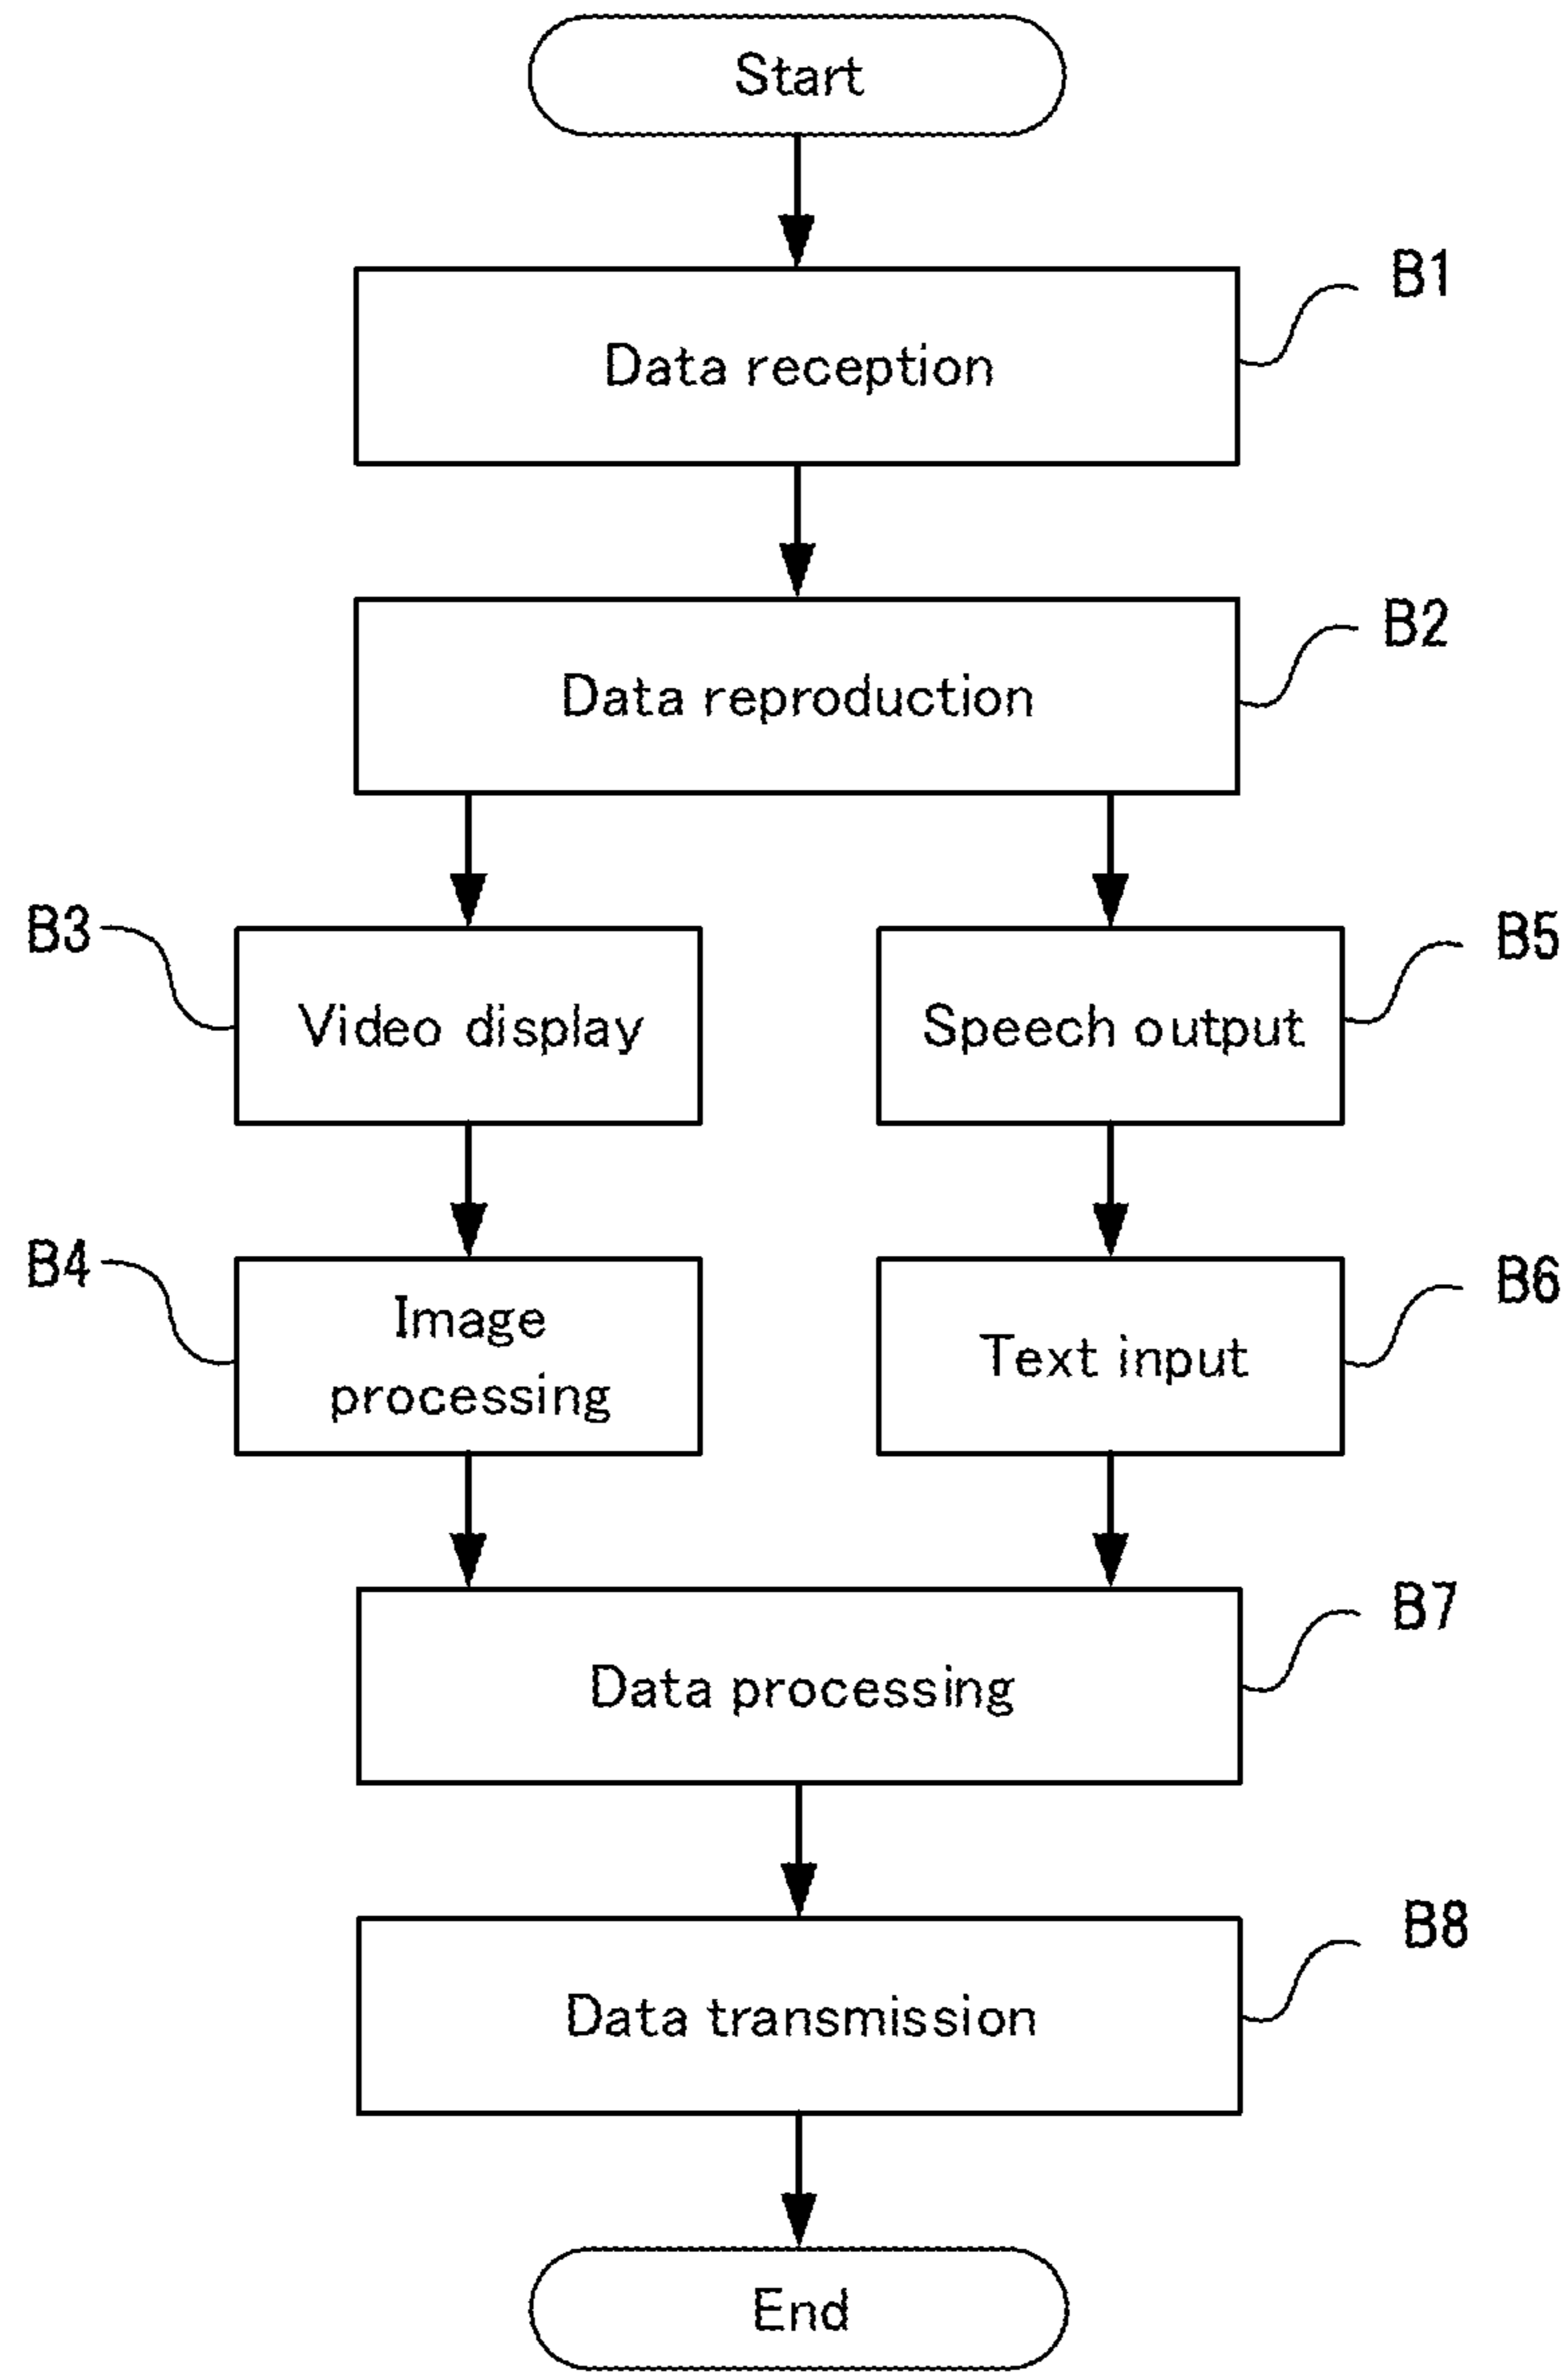 Start
B1
Data reception
B2
Data reproduction
B3
Video display
B5
Speech output
B4
Image
processing
B6
Text input
B7
Data processing
B8
Data transmission
End